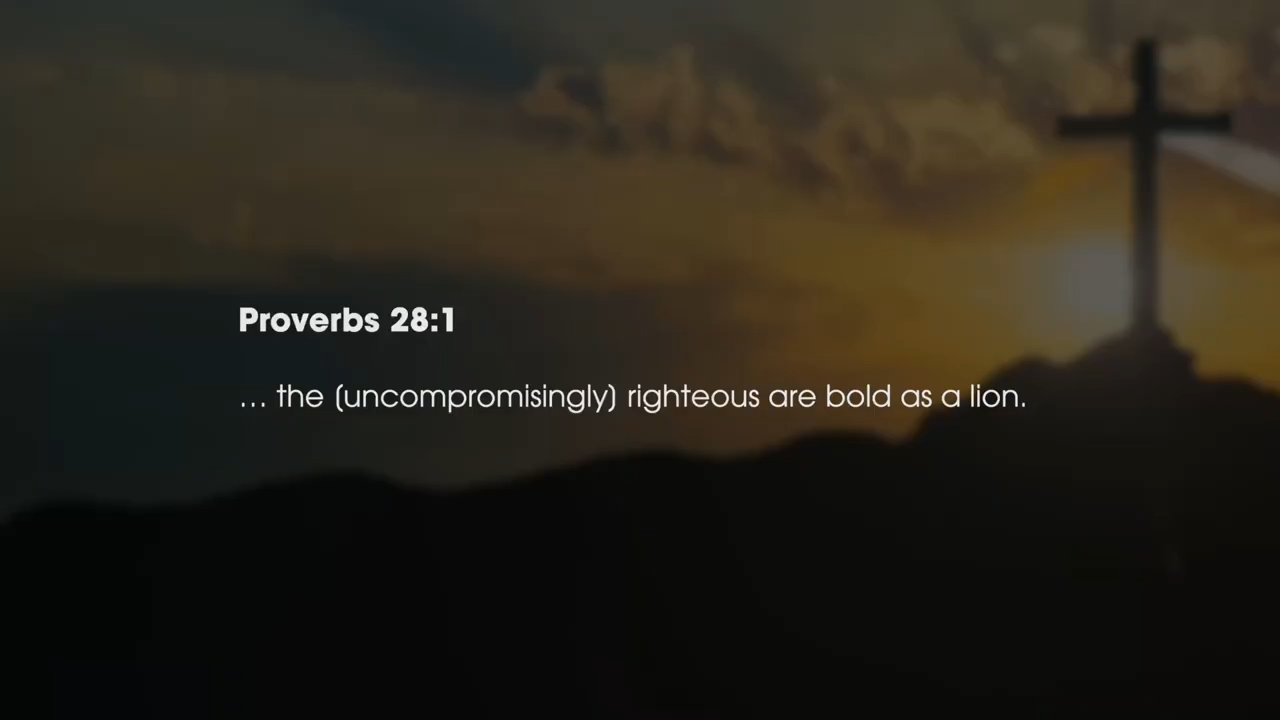 Proverbs 28:1
… the (uncompromisingly) righteous are bold as a lion.